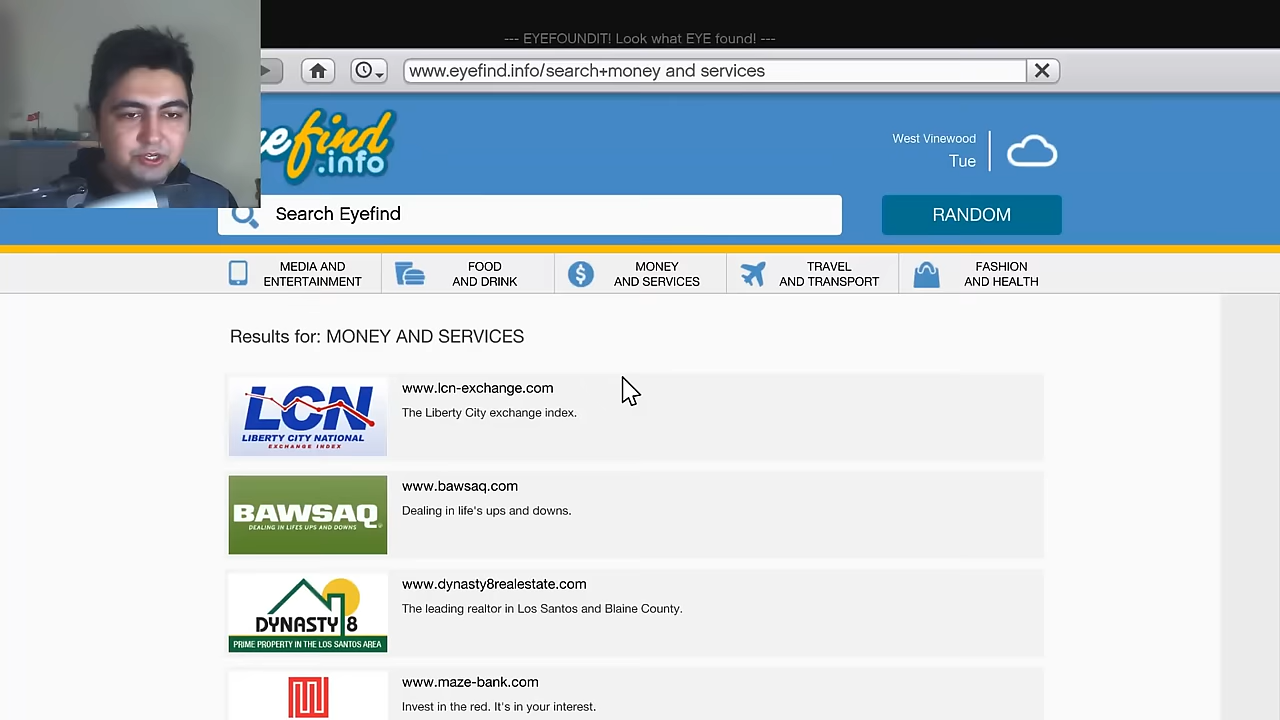 --- EYEFOUNDIT! Look what EYE found! ---
www.eyefind.info/search+money and services
efind
.info
West Vinewood
Tue
Search Eyefind
RANDOM
MEDIA AND
ENTERTAINMENT
FOOD
AND DRINK
MONEY
AND SERVICES
TRAVEL
AND TRANSPORT
FASHION
AND HEALTH
Results for: MONEY AND SERVICES
LCN
LIBERTY CITY NATIONAL
EXCHANGE INDEX
www.lcn-exchange.com
The Liberty City exchange index.
BAWSAQ
DEALING IN LIFES UPS AND DOWNS
www.bawsaq.com
Dealing in life's ups and downs.
DYNASTY 8
PRIME PROPERTY IN THE LOS SANTOS AREA
www.dynasty8realestate.com
The leading realtor in Los Santos and Blaine County.
www.maze-bank.com
Invest in the red. It's in your interest.